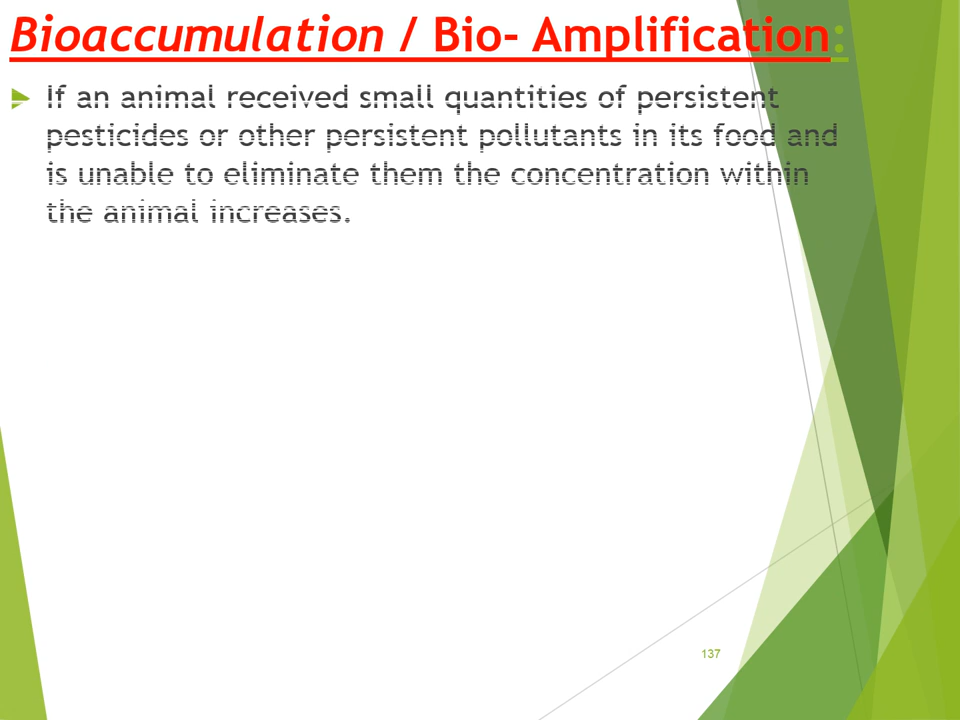 Bioaccumulation / Bio- Amplification:
If an animal received small quantities of persistent
pesticides or other persistent pollutants in its food and
is unable to eliminate them the concentration within
the animal increases.
137